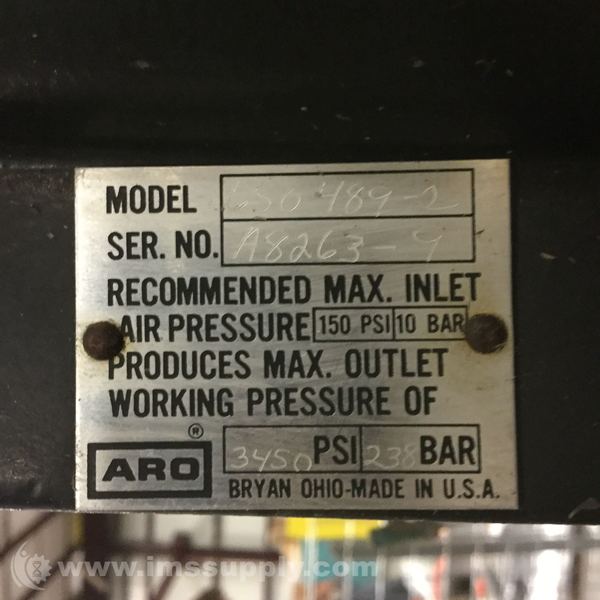 MODEL 650489-2
SER. NO. A8263-9
RECOMMENDED MAX. INLET
AIR PRESSURE 150 PSI 10 BAR
PRODUCES MAX. OUTLET
WORKING PRESSURE OF
ARO ® 3450 PSI 238 BAR
BRYAN OHIO-MADE IN U.S.A.
www.imssupply.com